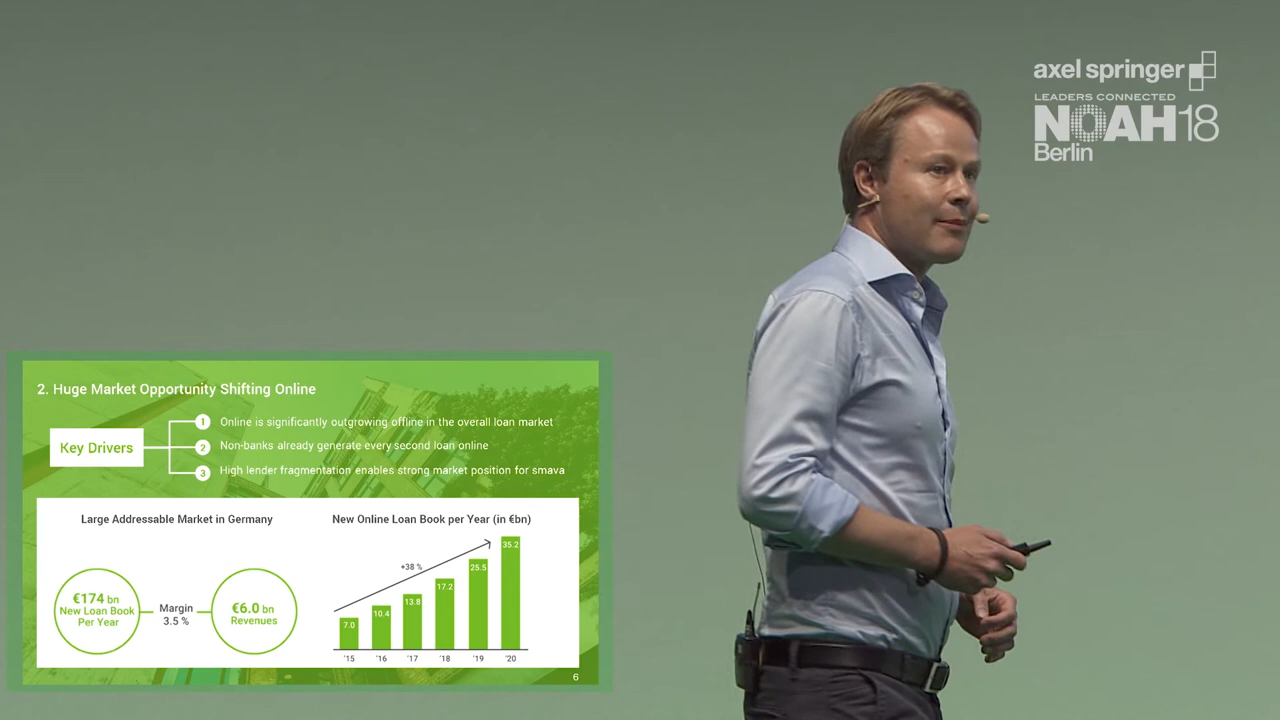 axel springer
LEADERS CONNECTED
NOAH18
Berlin
2. Huge Market Opportunity Shifting Online
Key Drivers
1 Online is significantly outgrowing offline in the overall loan market
2 Non-banks already generate every second loan online
3 High lender fragmentation enables strong market position for smava
Large Addressable Market in Germany
€174 bn
New Loan Book
Per Year
Margin
3.5 %
€6.0 bn
Revenues
New Online Loan Book per Year (in €bn)
+38 %
7.0 10.4 13.8 17.2 25.5 35.2
'15 '16 '17 '18 '19 '20
6